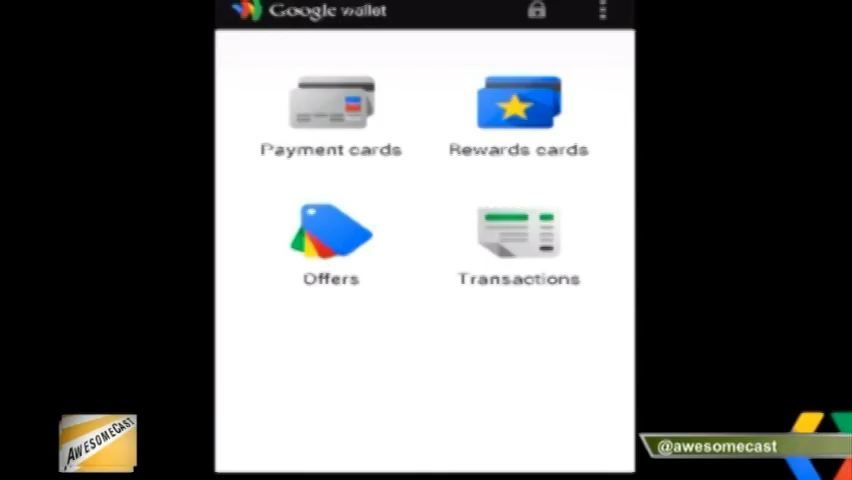 Google wallet
Payment cards
Rewards cards
Offers
Transactions
AWESOMECAST
@awesomecast